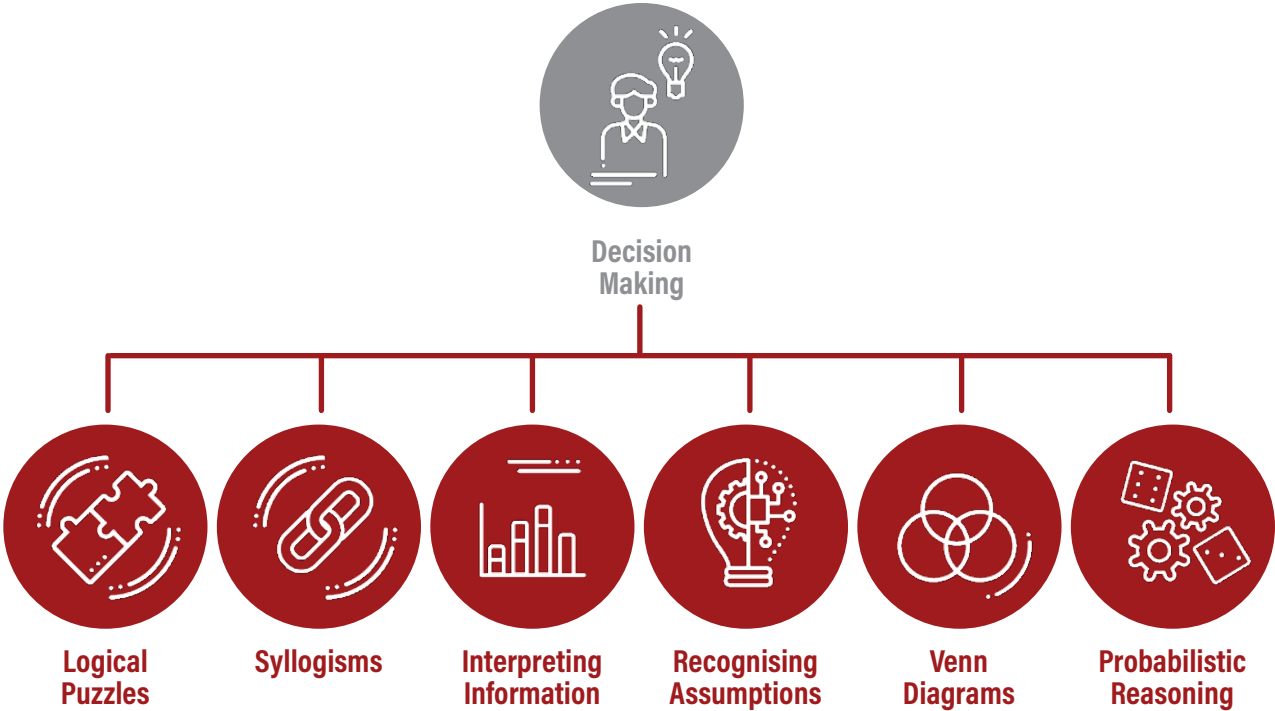 Decision
Making
Logical
Puzzles
Syllogisms
Interpreting
Information
Recognising
Assumptions
Venn
Diagrams
Probabilistic
Reasoning